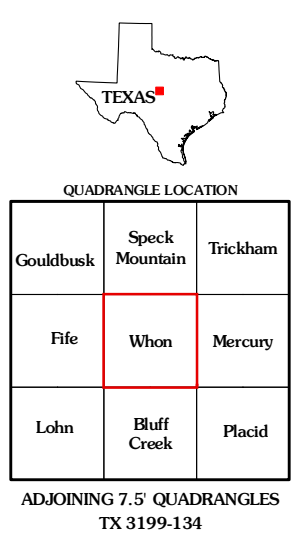 TEXAS
QUADRANGLE LOCATION
Gouldbusk
Speck
Mountain
Trickham
Fife
Whon
Mercury
Lohn
Bluff
Creek
Placid
ADJOINING 7.5' QUADRANGLES
TX 3199-134